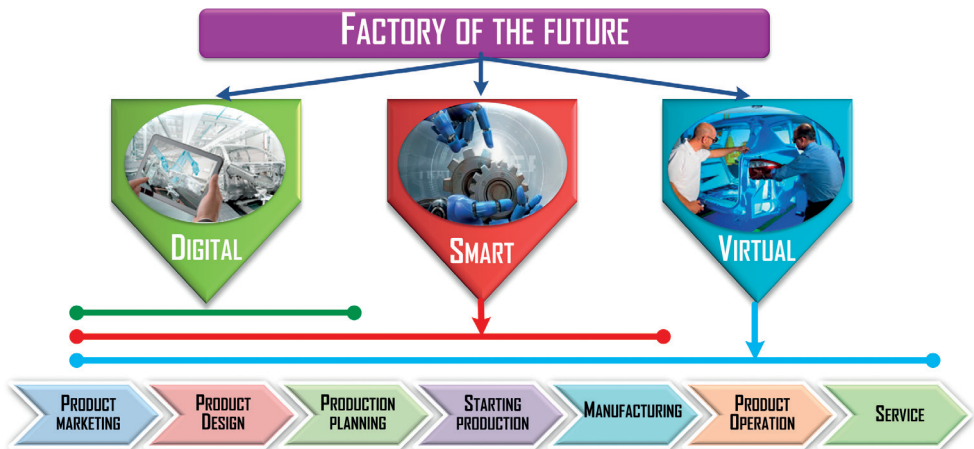 FACTORY OF THE FUTURE
DIGITAL
SMART
VIRTUAL
PRODUCT
MARKETING
PRODUCT
DESIGN
PRODUCTION
PLANNING
STARTING
PRODUCTION
MANUFACTURING
PRODUCT
OPERATION
SERVICE